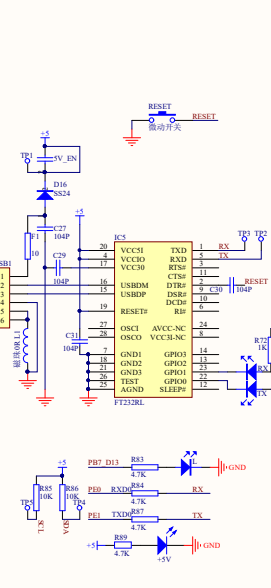 RESET
RESET
微动开关
+5
TP1
5V_EN
D16
SS24
+5
C27
104P
F1
10
C29
104P
SB1
磁珠0R11
C31
104P
IC5
20 VCC5I TXD 1 RX
4 VCCIO RXD 5 TX
17 VCC30 RTS# 3
CTS# 11
16 USBDM DTR# 2
15 USBDP DSR# 9
DCD# 10
19 RESET# RI# 6
27 OSCI AVCC-NC 24
28 OSCO VCC3I-NC 8
7 GND1 GPIO3 14
18 GND2 GPIO2 13
21 GND3 GPIO1 23
26 TEST GPIO0 22
25 AGND SLEEP# 12
FT232RL
TP3
TP2
C30
104P
RESET
R72
1K
RX
TX
PB7_D13
R83
4.7K
L
GND
PE0
RXD0
R84
4.7K
RX
PE1
TXD0
R87
4.7K
TX
+5
R89
4.7K
+5V
GND
+5
R85
10K
R86
10K
TP5
TP4
SCL
SDA